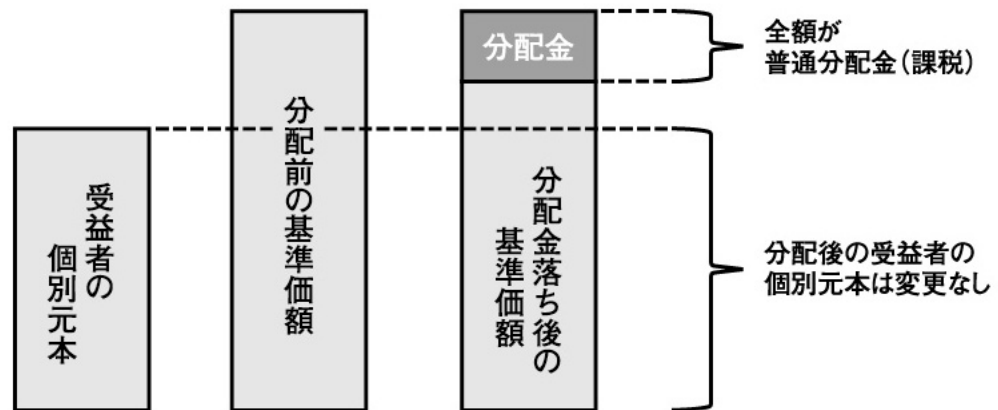 受益者の
個別元本
分配前の基準価額
分配金
分配金落ち後の
基準価額
全額が
普通分配金（課税）
分配後の受益者の
個別元本は変更なし